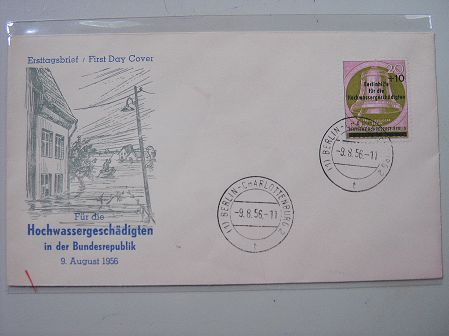 Ersttagsbrief / First Day Cover
Für die
Hochwassergeschädigten
in der Bundesrepublik
9. August 1956
+10
Berlinhilfe
für die
Hochwassergeschädigten
(1) BERLIN-CHARLOTTENBURG 2
-9.8.56.-11
t
(1) BERLIN-CHARLOTTENBURG 2
-9.8.56.-11
t